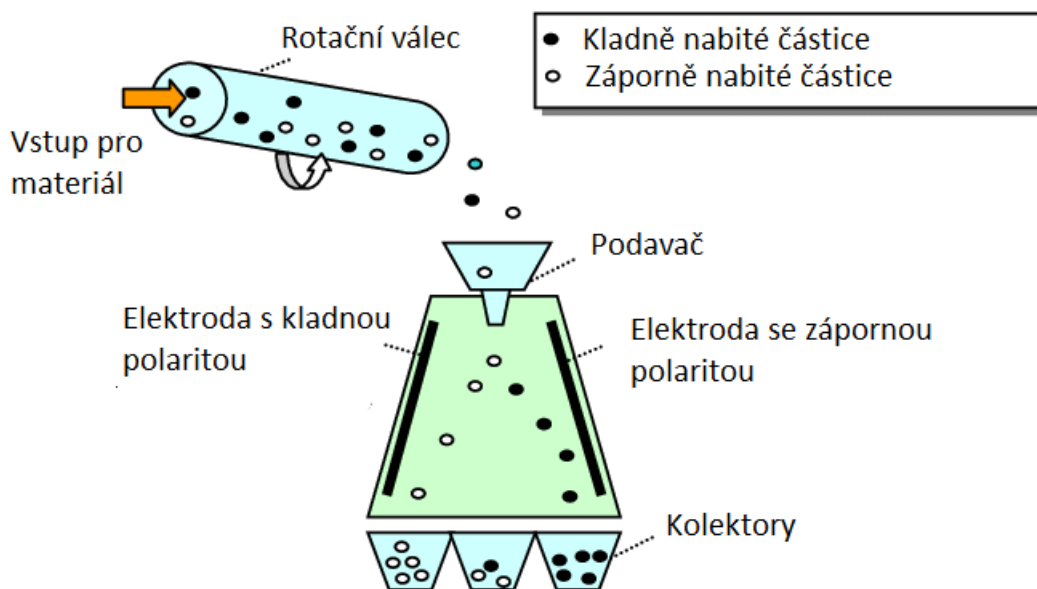 Rotační válec
Kladně nabité částice
Záporně nabité částice
Vstup pro
materiál
Podavač
Elektroda s kladnou
polaritou
Elektroda se zápornou
polaritou
Kolektory